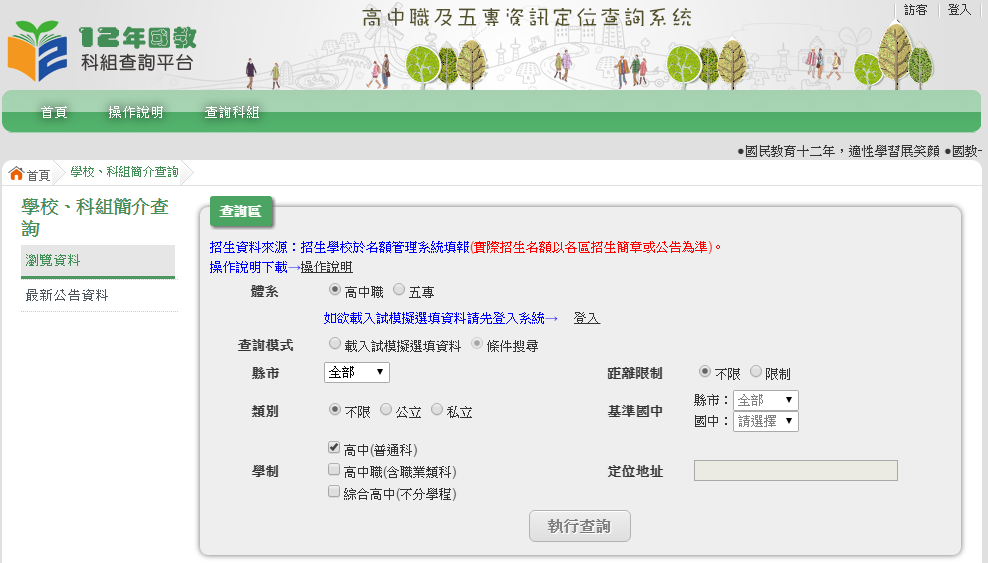 訪客 登入
高中職及五專資訊定位查詢系統
12年國教
科組查詢平台
首頁 操作說明 查詢科組
●國民教育十二年，適性學習展笑顏 ●國教
首頁 學校、科組簡介查詢
學校、科組簡介查
詢
瀏覽資料
最新公告資料
查詢區
招生資料來源：招生學校於名額管理系統填報(實際招生名額以各區招生簡章或公告為準)。
操作說明下載→操作說明
體系 高中職 五專
如欲載入試模擬選填資料請先登入系統→ 登入
查詢模式 載入試模擬選填資料 條件搜尋
縣市 全部 距離限制 不限 限制
類別 不限 公立 私立 基準國中 縣市：全部
國中：請選擇
學制 高中(普通科)
高中職(含職業類科) 定位地址
綜合高中(不分學程)
執行查詢